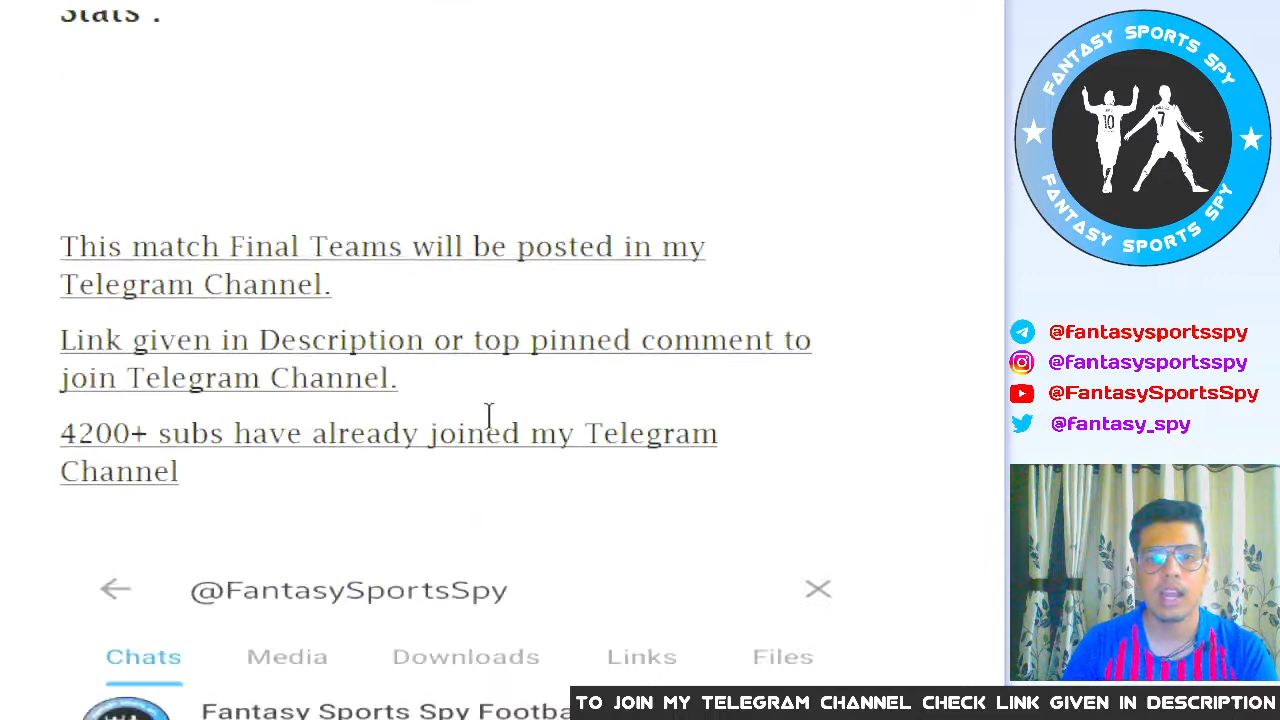 Stats :
This match Final Teams will be posted in my
Telegram Channel.
Link given in Description or top pinned comment to
join Telegram Channel.
4200+ subs have already joined my Telegram
Channel
@FantasySportsSpy
Chats Media Downloads Links Files
Fantasy Sports Spy
FANTASY SPORTS SPY
10 7
FANTASY SPORTS SPY
@fantasysportsspy
@fantasysportsspy
@FantasySportsSpy
@fantasy_spy
TO JOIN MY TELEGRAM CHANNEL CHECK LINK GIVEN IN DESCRIPTION